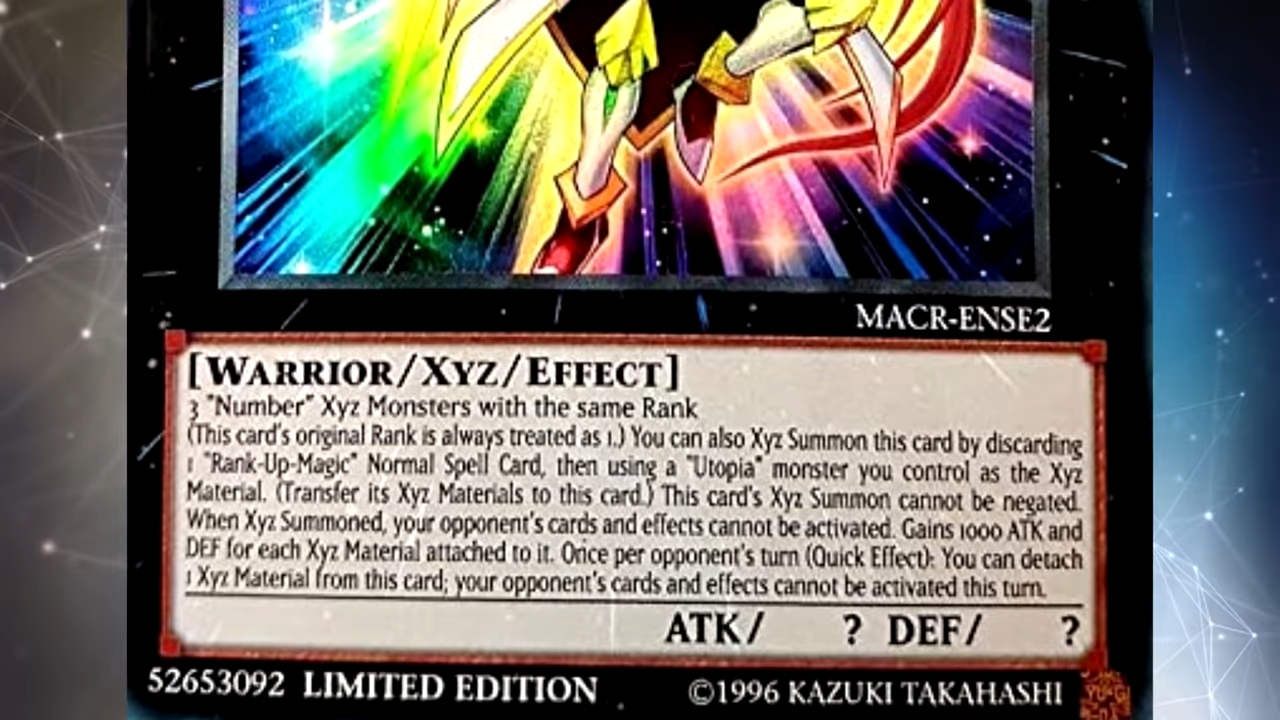 MACR-ENSE2
[WARRIOR/XYZ/EFFECT]
3 "Number" Xyz Monsters with the same Rank
(This card's original Rank is always treated as 1.) You can also Xyz Summon this card by discarding
1 "Rank-Up-Magic" Normal Spell Card, then using a "Utopia" monster you control as the Xyz
Material. (Transfer its Xyz Materials to this card.) This card's Xyz Summon cannot be negated.
When Xyz Summoned, your opponent's cards and effects cannot be activated. Gains 1000 ATK and
DEF for each Xyz Material attached to it. Once per opponent's turn (Quick Effect): You can detach
1 Xyz Material from this card; your opponent's cards and effects cannot be activated this turn.
ATK/ ? DEF/ ?
52653092 LIMITED EDITION ©1996 KAZUKI TAKAHASHI